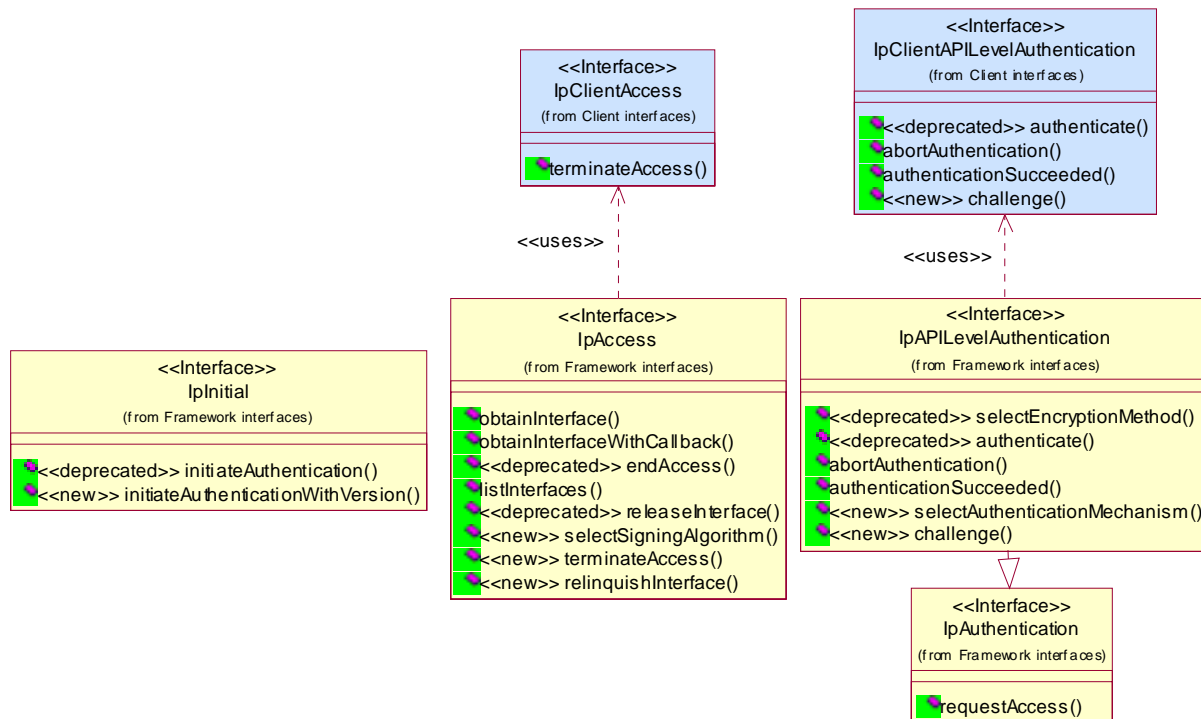 <<Interface>>
IpClientAccess
(from Client interfaces)
terminateAccess()
<<Interface>>
IpClientAPILevelAuthentication
(from Client interfaces)
<<deprecated>> authenticate()
abortAuthentication()
authenticationSucceeded()
<<new>> challenge()
<<uses>>
<<uses>>
<<Interface>>
IpInitial
(from Framework interfaces)
<<deprecated>> initiateAuthentication()
<<new>> initiateAuthenticationWithVersion()
<<Interface>>
IpAccess
(from Framework interfaces)
obtainInterface()
obtainInterfaceWithCallback()
<<deprecated>> endAccess()
listInterfaces()
<<deprecated>> releaseInterface()
<<new>> selectSigningAlgorithm()
<<new>> terminateAccess()
<<new>> relinquishInterface()
<<Interface>>
IpAPILevelAuthentication
(from Framework interfaces)
<<deprecated>> selectEncryptionMethod()
<<deprecated>> authenticate()
abortAuthentication()
authenticationSucceeded()
<<new>> selectAuthenticationMechanism()
<<new>> challenge()
<<Interface>>
IpAuthentication
(from Framework interfaces)
requestAccess()